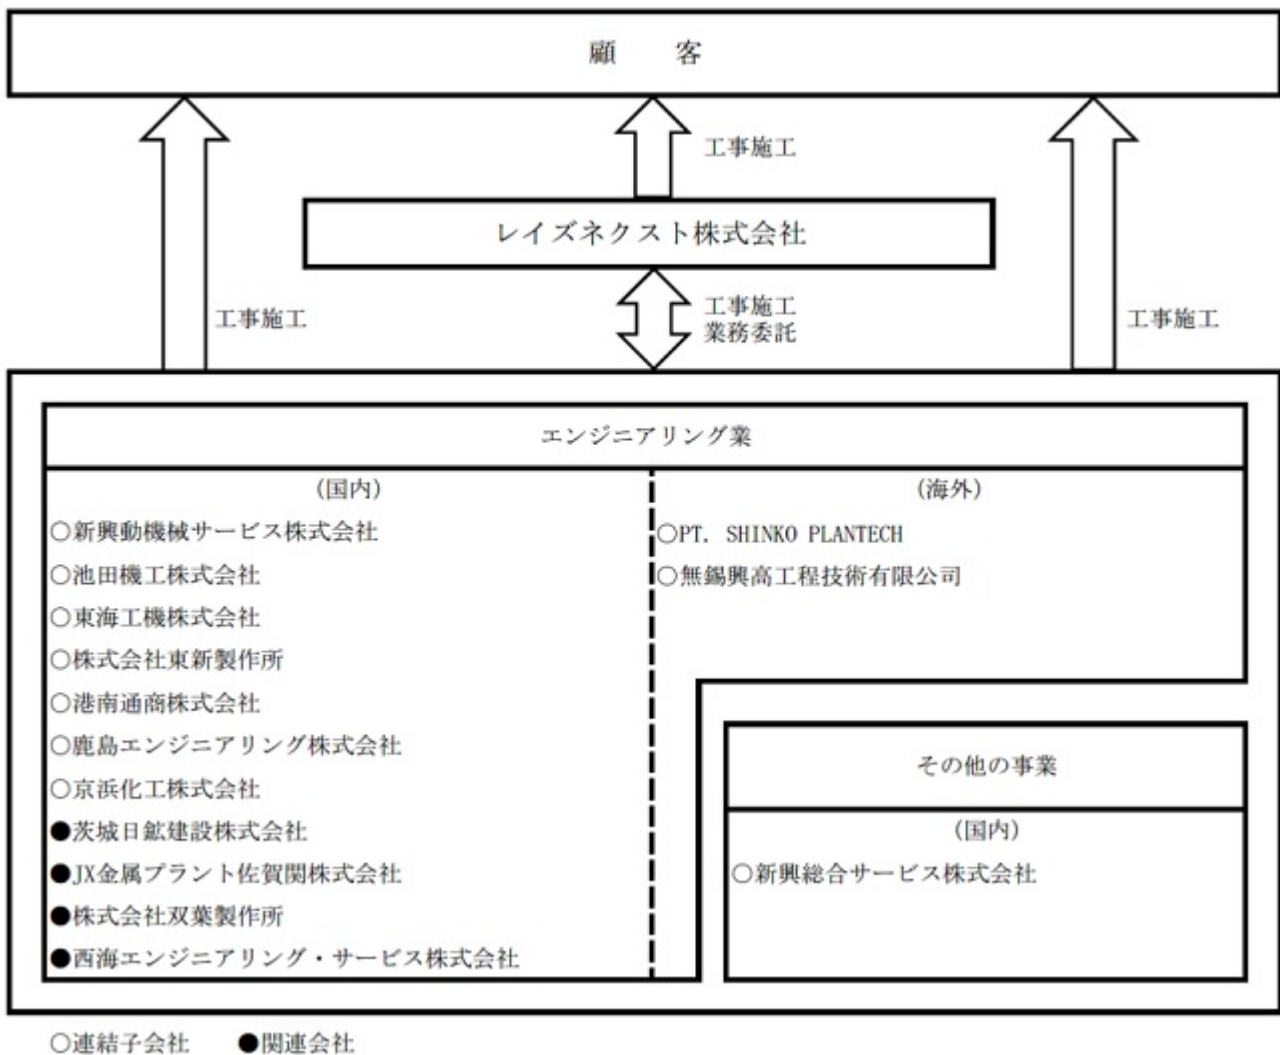 顧　　客
工事施工
レイズネクスト株式会社
工事施工
工事施工
業務委託
工事施工
エンジニアリング業
(国内)
○新興動機械サービス株式会社
○池田機工株式会社
○東海工機株式会社
○株式会社東新製作所
○港南通商株式会社
○鹿島エンジニアリング株式会社
○京浜化工株式会社
●茨城日鉱建設株式会社
●JX金属プラント佐賀関株式会社
●株式会社双葉製作所
●西海エンジニアリング・サービス株式会社
(海外)
○PT. SHINKO PLANTECH
○無錫興高工程技術有限公司
その他の事業
(国内)
○新興総合サービス株式会社
○連結子会社　　●関連会社